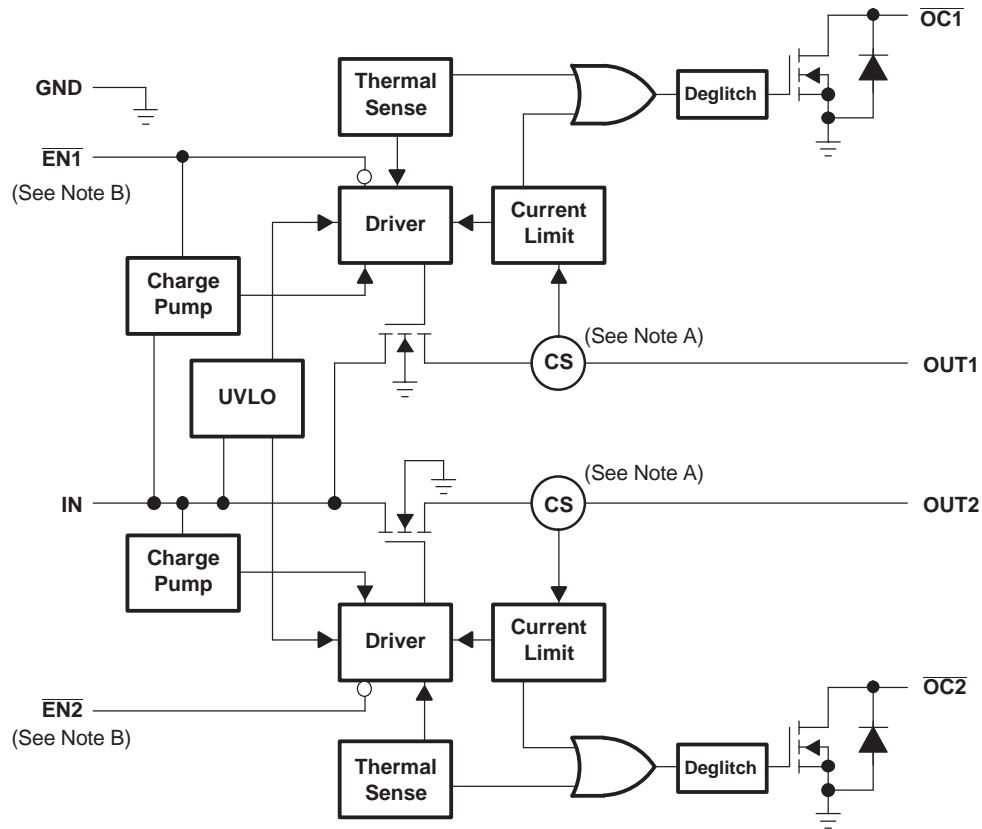 OC1
Thermal
Sense
GND
Deglitch
EN1
(See Note B)
Driver
Current
Limit
Charge
Pump
(See Note A)
CS
OUT1
UVLO
(See Note A)
IN
CS
OUT2
Charge
Pump
Driver
Current
Limit
OC2
EN2
(See Note B)
Thermal
Sense
Deglitch